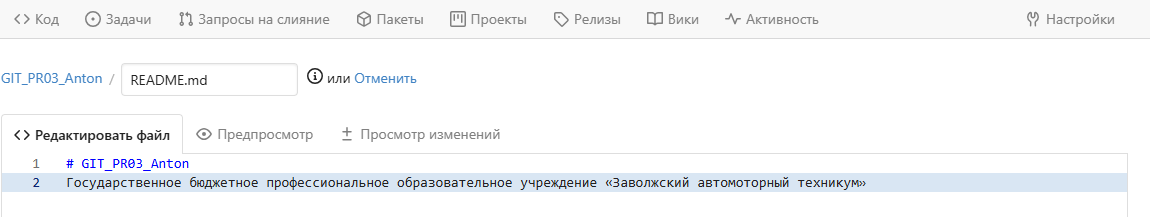 Код Задачи Запросы на слияние Пакеты Проекты Релизы Вики Активность Настройки
GIT_PR03_Anton / README.md или Отменить
Редактировать файл Предпросмотр Просмотр изменений
1 # GIT_PR03_Anton
2 Государственное бюджетное профессиональное образовательное учреждение «Заволжский автомоторный техникум»